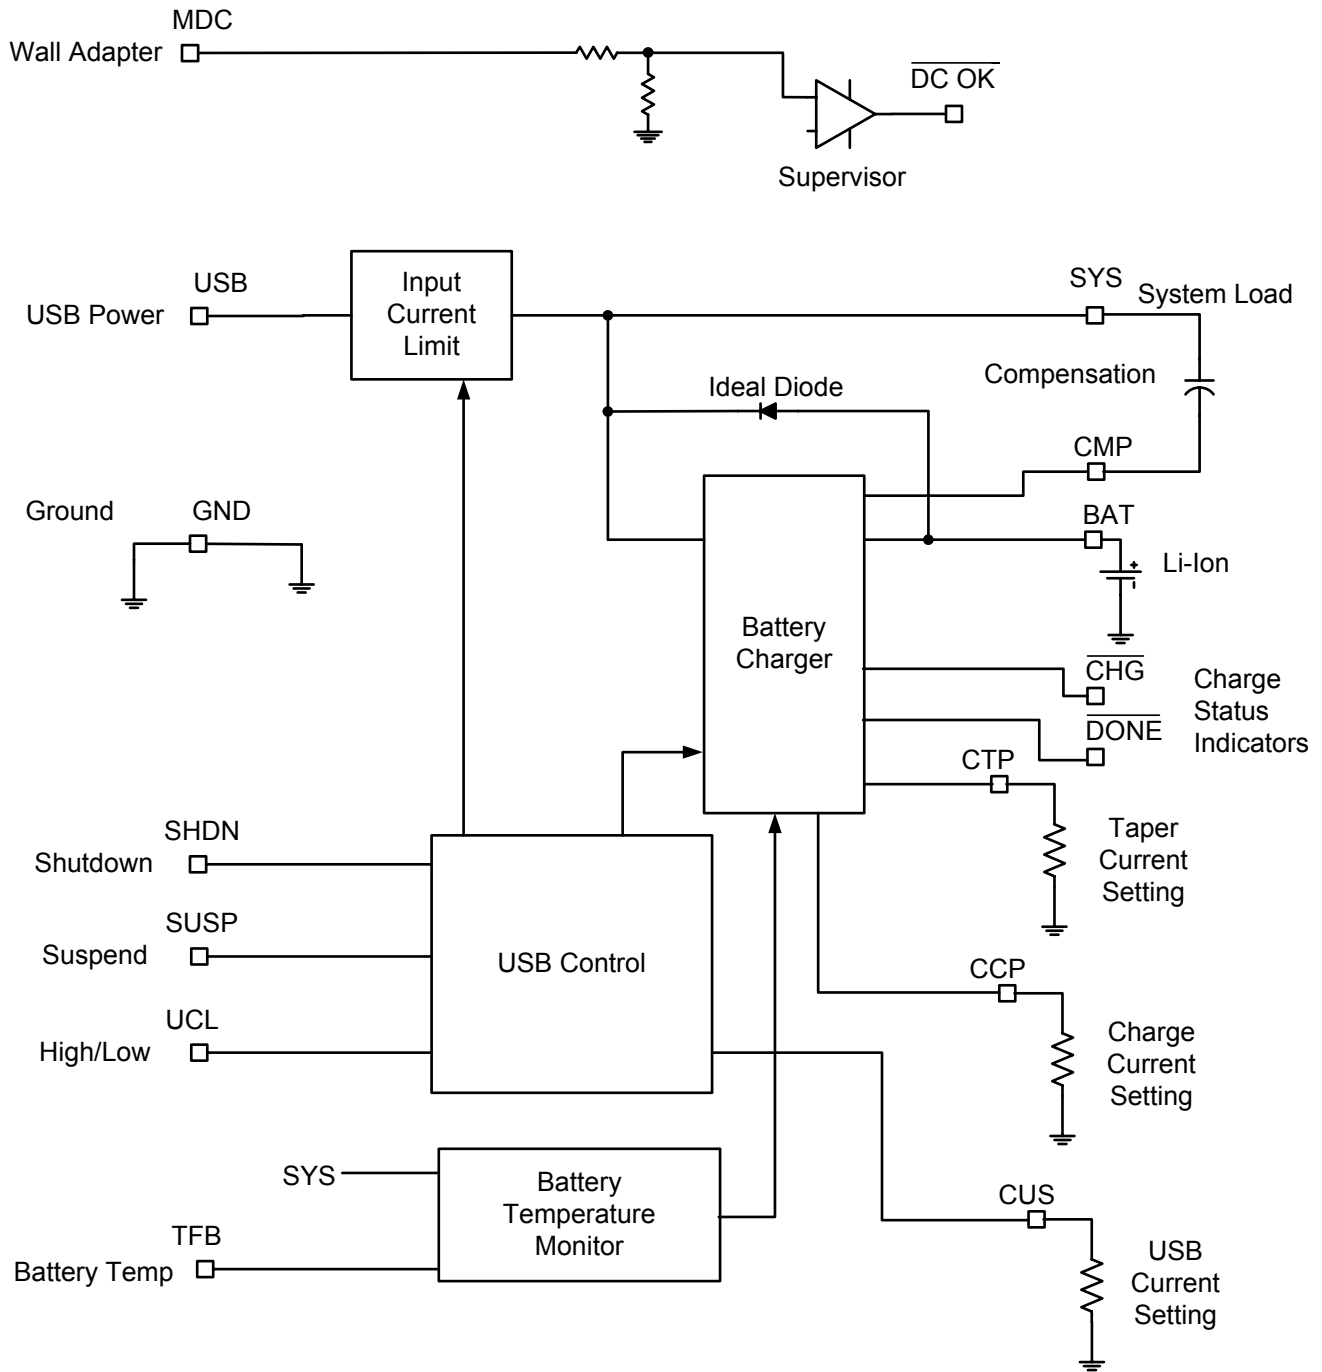 MDC
Wall Adapter
DC OK
Supervisor
USB
USB Power
Input
Current
Limit
SYS
System Load
Ideal Diode
Compensation
CMP
Ground
GND
BAT
+
Li-Ion
Battery
Charger
CHG
DONE
Charge
Status
Indicators
CTP
Taper
Current
Setting
SHDN
Shutdown
SUSP
Suspend
UCL
High/Low
USB Control
CCP
Charge
Current
Setting
SYS
Battery
Temperature
Monitor
TFB
Battery Temp
CUS
USB
Current
Setting